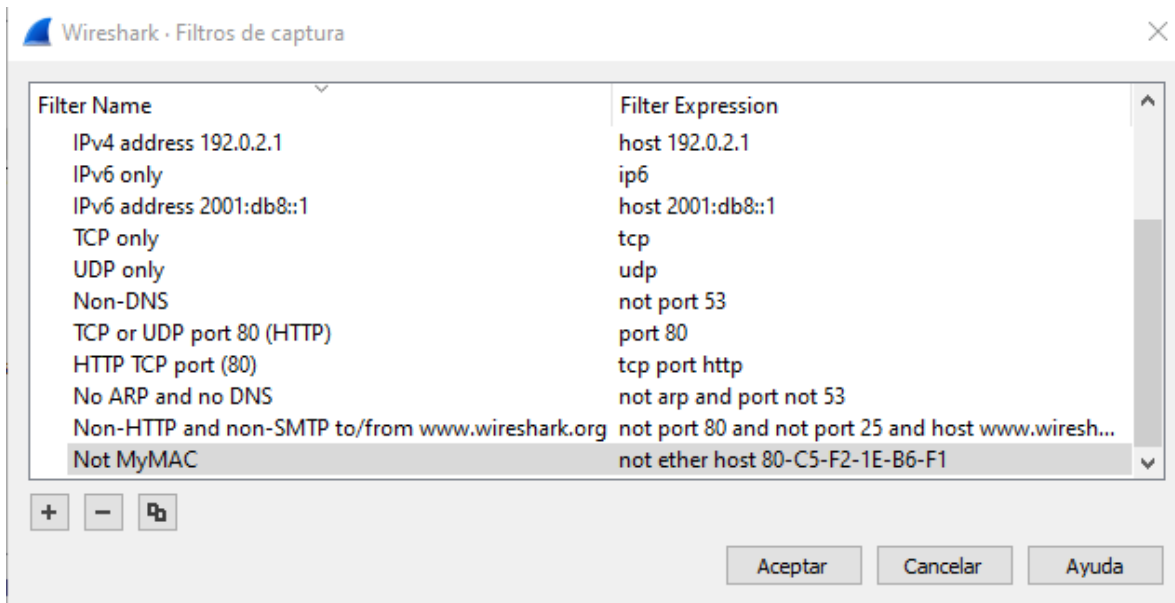 Wireshark · Filtros de captura
Filter Name Filter Expression
IPv4 address 192.0.2.1 host 192.0.2.1
IPv6 only ip6
IPv6 address 2001:db8::1 host 2001:db8::1
TCP only tcp
UDP only udp
Non-DNS not port 53
TCP or UDP port 80 (HTTP) port 80
HTTP TCP port (80) tcp port http
No ARP and no DNS not arp and port not 53
Non-HTTP and non-SMTP to/from www.wireshark.org not port 80 and not port 25 and host www.wiresh...
Not MyMAC not ether host 80-C5-F2-1E-B6-F1
Aceptar Cancelar Ayuda